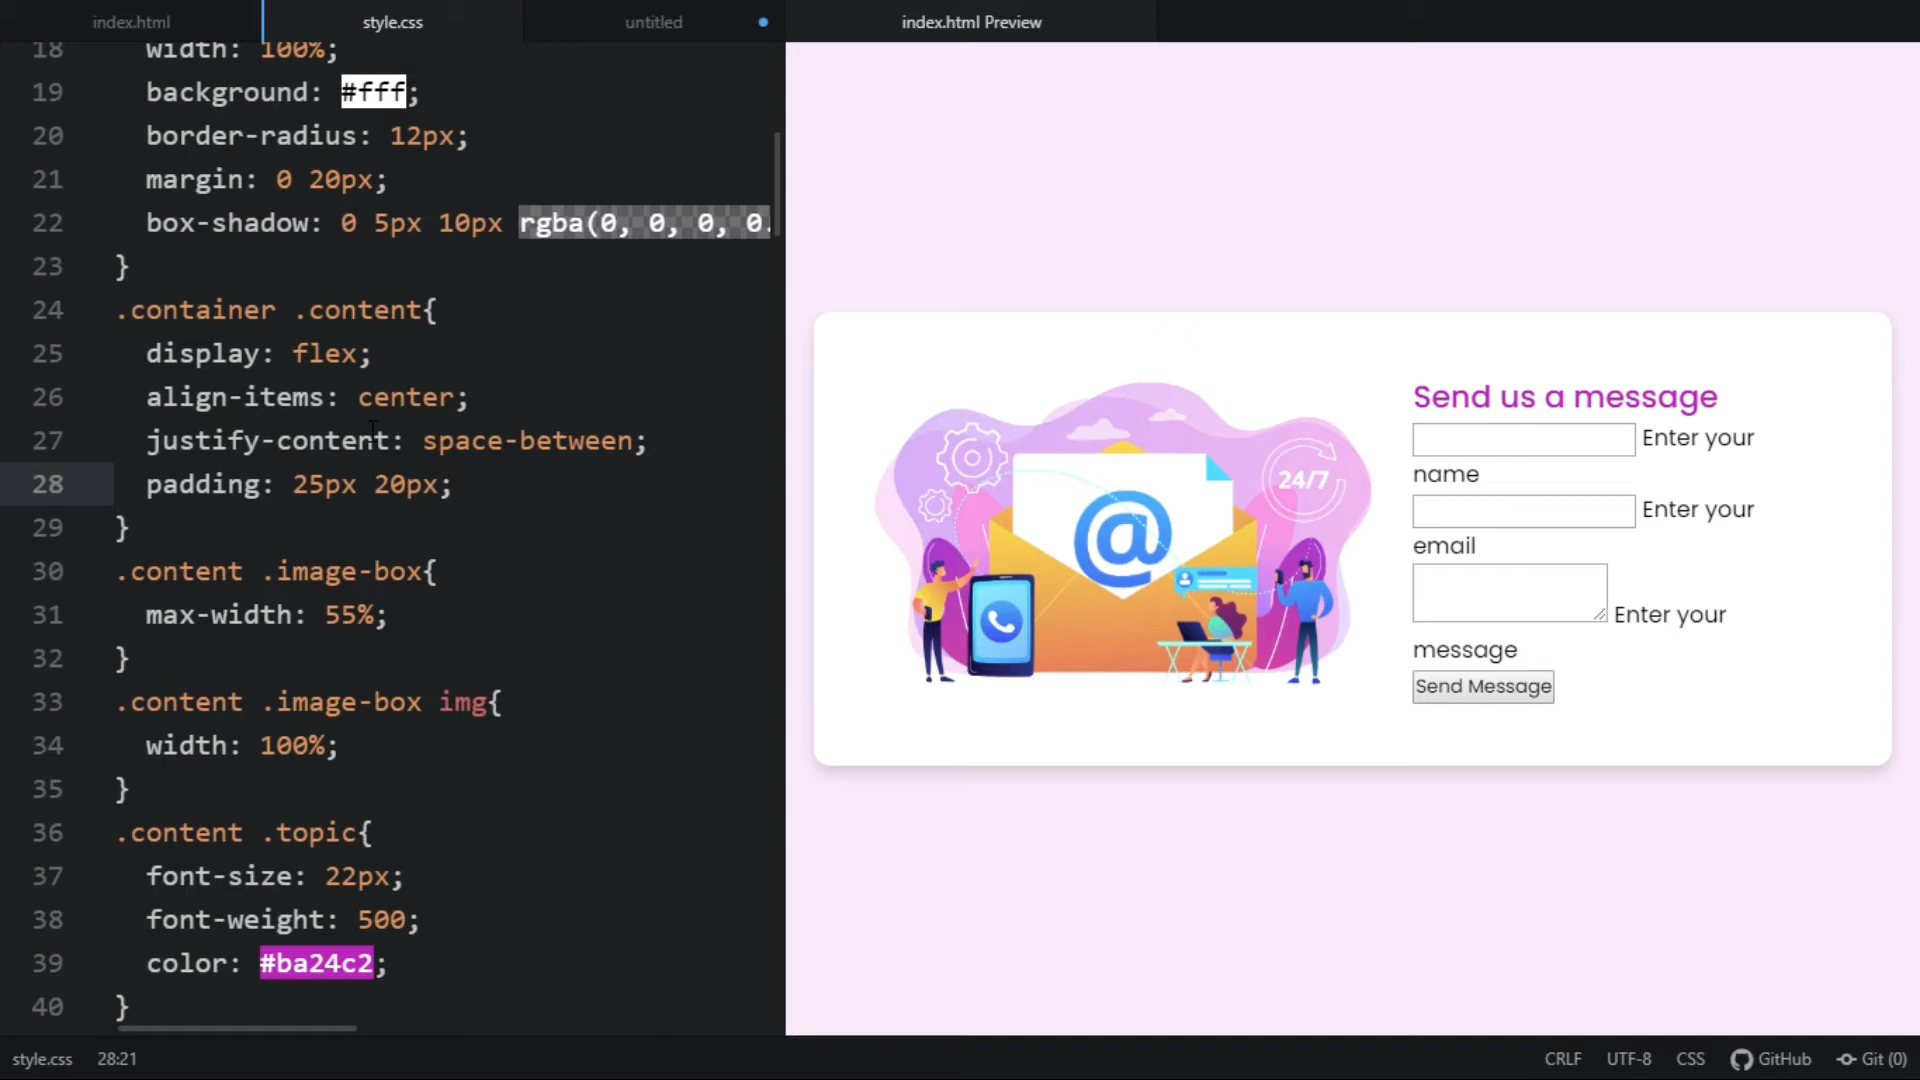 index.html
style.css
untitled
index.html Preview
18 width: 100%;
19 background: #fff;
20 border-radius: 12px;
21 margin: 0 20px;
22 box-shadow: 0 5px 10px rgba(0, 0, 0, 0.
23 }
24 .container .content{
25 display: flex;
26 align-items: center;
27 justify-content: space-between;
28 padding: 25px 20px;
29 }
30 .content .image-box{
31 max-width: 55%;
32 }
33 .content .image-box img{
34 width: 100%;
35 }
36 .content .topic{
37 font-size: 22px;
38 font-weight: 500;
39 color: #ba24c2;
40 }
24/7
@
Send us a message
Enter your
name
Enter your
email
Enter your
message
Send Message
style.css 28:21
CRLF UTF-8 CSS GitHub Git (0)